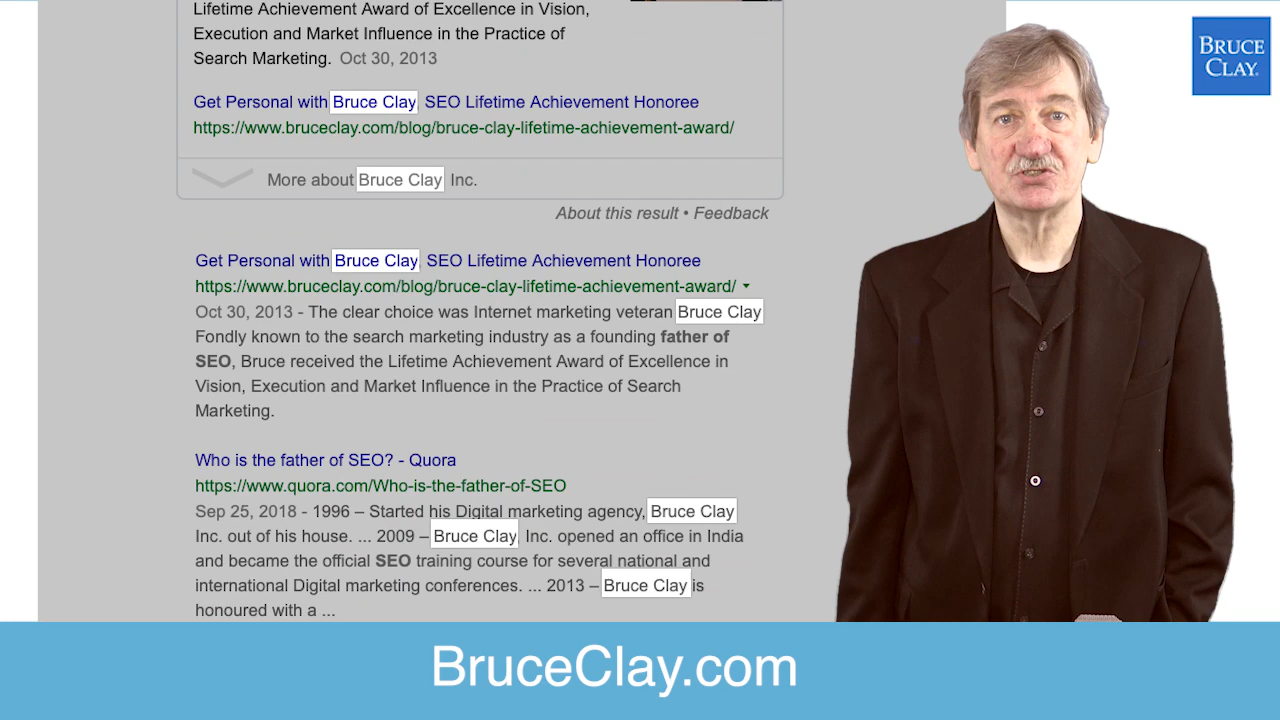 Lifetime Achievement Award of Excellence in Vision,
Execution and Market Influence in the Practice of
Search Marketing. Oct 30, 2013
Get Personal with Bruce Clay, SEO Lifetime Achievement Honoree
https://www.bruceclay.com/blog/bruce-clay-lifetime-achievement-award/
More about Bruce Clay Inc.
About this result • Feedback
Get Personal with Bruce Clay, SEO Lifetime Achievement Honoree
https://www.bruceclay.com/blog/bruce-clay-lifetime-achievement-award/
Oct 30, 2013 - The clear choice was Internet marketing veteran Bruce Clay
Fondly known to the search marketing industry as a founding father of
SEO, Bruce received the Lifetime Achievement Award of Excellence in
Vision, Execution and Market Influence in the Practice of Search
Marketing.
Who is the father of SEO? - Quora
https://www.quora.com/Who-is-the-father-of-SEO
Sep 25, 2018 - 1996 – Started his Digital marketing agency, Bruce Clay
Inc. out of his house. ... 2009 – Bruce Clay, Inc. opened an office in India
and became the official SEO training course for several national and
international Digital marketing conferences. ... 2013 – Bruce Clay is
honoured with a ...
BRUCE
CLAY
BruceClay.com